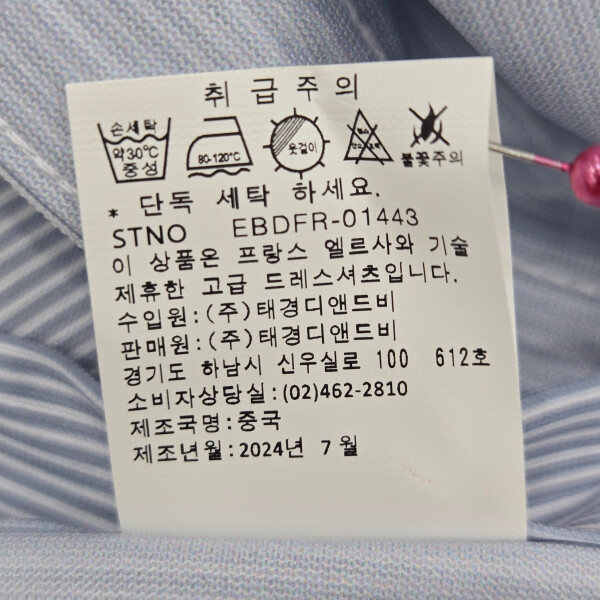 취급주의
손세탁
약30℃
중성
80-120℃
옷걸이
염소
불꽃주의
* 단독 세탁 하세요.
STNO EBDFR-01443
이 상품은 프랑스 엘르사와 기술
제휴한 고급 드레스셔츠입니다.
수입원:(주)태경디앤드비
판매원:(주)태경디앤드비
경기도 하남시 신우실로 100 612호
소비자상담실:(02)462-2810
제조국명:중국
제조년월:2024년 7월